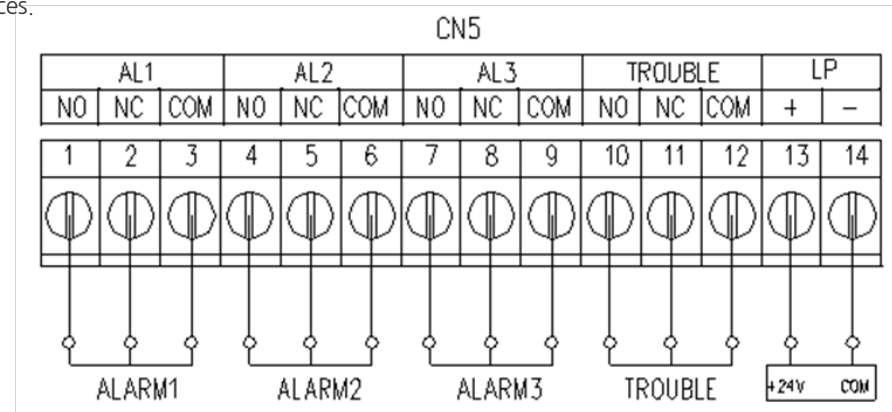 ces.
CN5
AL1 AL2 AL3 TROUBLE LP
NO NC COM NO NC COM NO NC COM NO NC COM + −
1 2 3 4 5 6 7 8 9 10 11 12 13 14
ALARM1 ALARM2 ALARM3 TROUBLE +24V COM